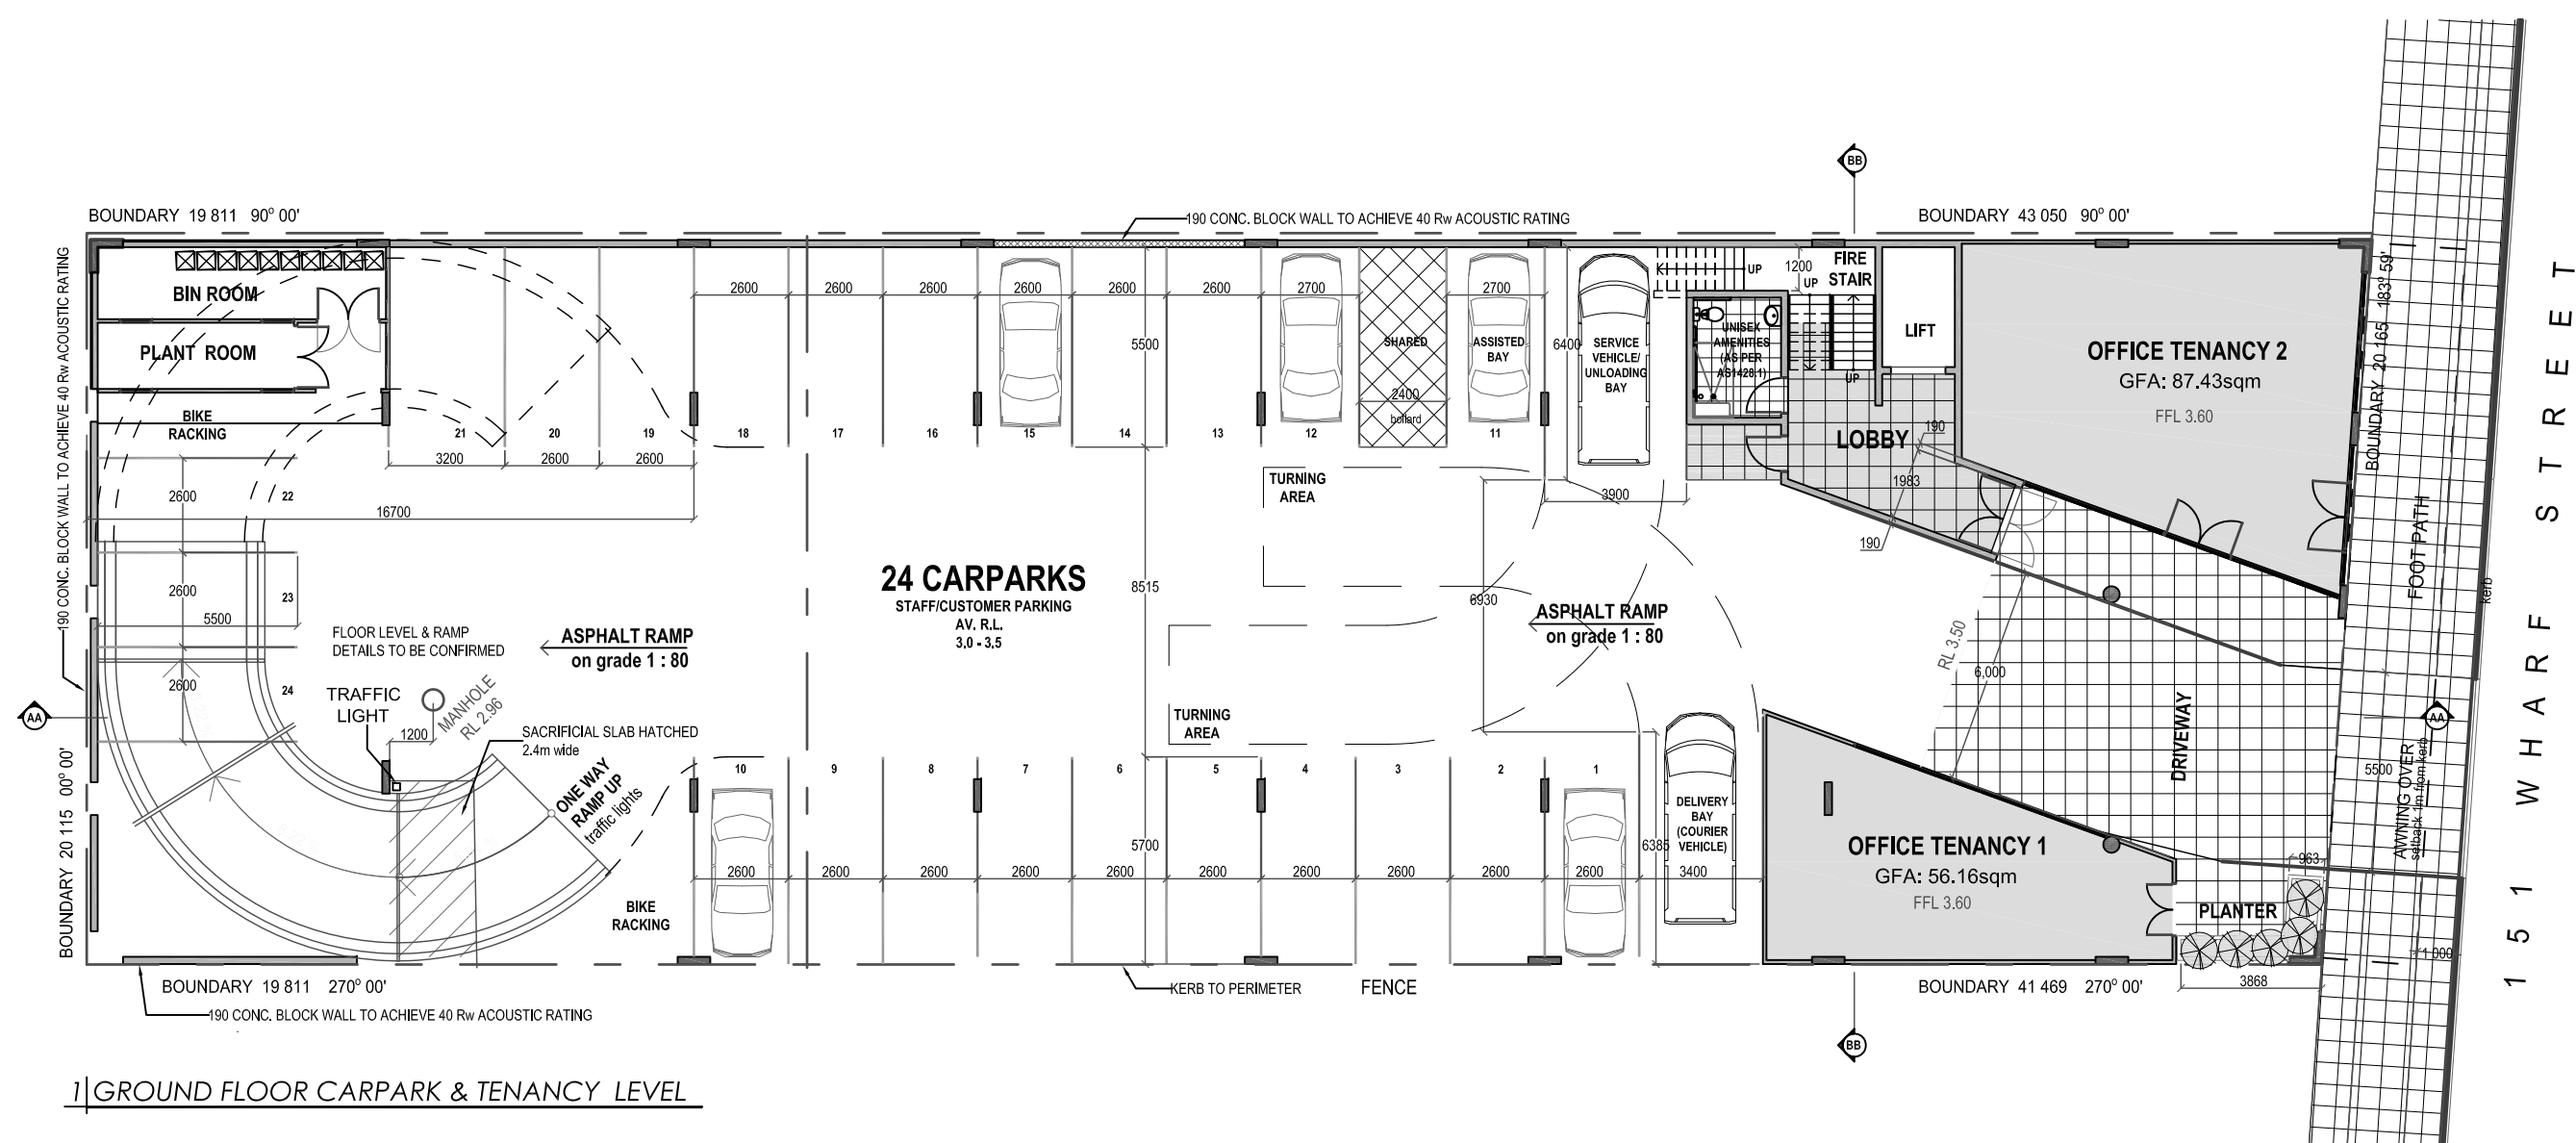 BOUNDARY 19 811 90° 00'
190 CONC. BLOCK WALL TO ACHIEVE 40 Rw ACOUSTIC RATING
BOUNDARY 43 050 90° 00'
BB
190 CONC. BLOCK WALL TO ACHIEVE 40 Rw ACOUSTIC RATING
BIN ROOM
PLANT ROOM
BIKE
RACKING
2600
2600
2600
2600
2600
2600
2700
2700
5500
6400
SHARED
2400
bollard
ASSISTED
BAY
SERVICE
VEHICLE/
UNLOADING
BAY
UP
1200
UP
UP
FIRE
STAIR
UNISEX
AMENITIES
(AS PER
AS1428.1)
LIFT
LOBBY
190
1983
190
OFFICE TENANCY 2
GFA: 87.43sqm
FFL 3.60
BOUNDARY 20 165 183° 59'
21
20
19
18
17
16
15
14
13
12
11
3200
2600
2600
16700
2600
22
2600
23
5500
2600
24
TURNING
AREA
3900
24 CARPARKS
STAFF/CUSTOMER PARKING
AV. R.L.
3.0 - 3.5
8515
6930
ASPHALT RAMP
on grade 1 : 80
ASPHALT RAMP
on grade 1 : 80
FLOOR LEVEL & RAMP
DETAILS TO BE CONFIRMED
TRAFFIC
LIGHT
1200
MANHOLE
RL 2.96
SACRIFICIAL SLAB HATCHED
2.4m wide
ONE WAY
RAMP UP
traffic lights
BIKE
RACKING
TURNING
AREA
10
9
8
7
6
5
4
3
2
1
5700
6385
2600
2600
2600
2600
2600
2600
2600
2600
2600
2600
3400
DELIVERY
BAY
(COURIER
VEHICLE)
OFFICE TENANCY 1
GFA: 56.16sqm
FFL 3.60
RL 3.50
6,000
DRIVEWAY
PLANTER
963
3868
1 000
5500
AWNING OVER
setback 1m from kerb
FOOT PATH
kerb
151 WHARF STREET
AA
AA
BOUNDARY 20 115 00° 00'
BOUNDARY 19 811 270° 00'
190 CONC. BLOCK WALL TO ACHIEVE 40 Rw ACOUSTIC RATING
KERB TO PERIMETER
FENCE
BOUNDARY 41 469 270° 00'
BB
1 GROUND FLOOR CARPARK & TENANCY LEVEL